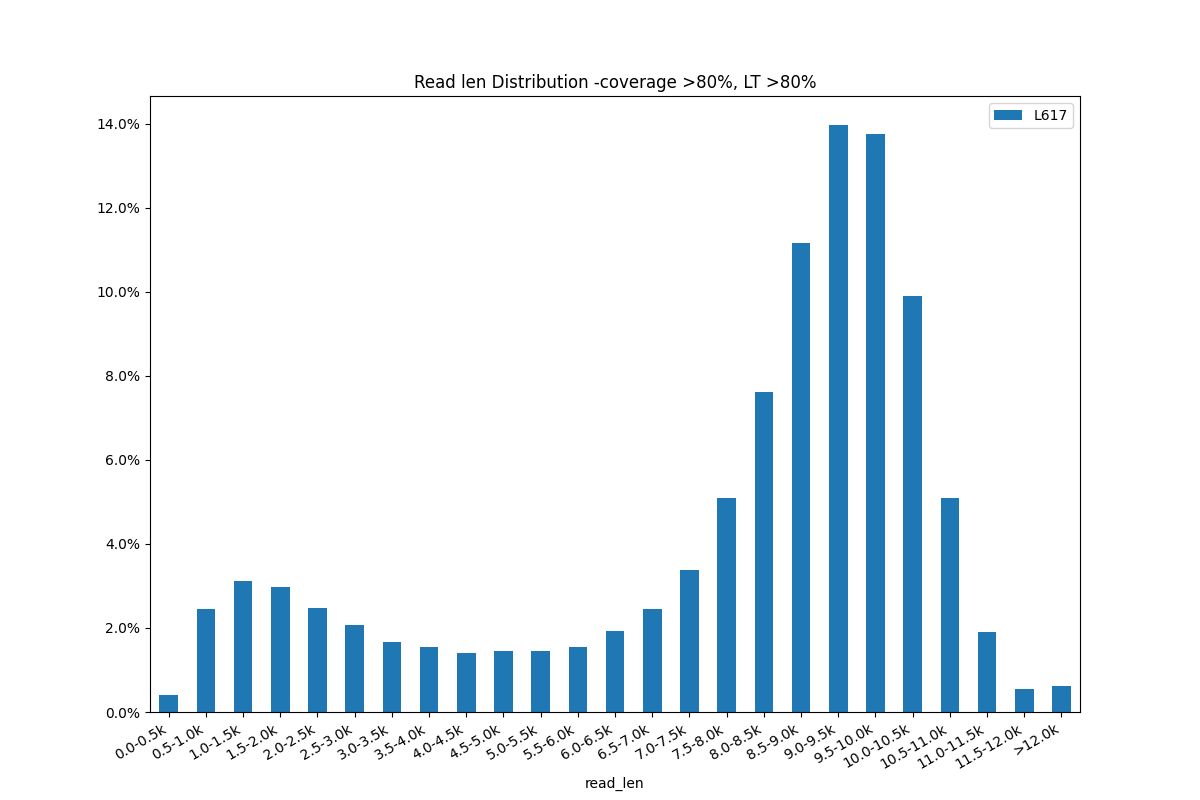 Read len Distribution -coverage >80%, LT >80%
L617
14.0%
12.0%
10.0%
8.0%
6.0%
4.0%
2.0%
0.0%
0.0-0.5k
0.5-1.0k
1.0-1.5k
1.5-2.0k
2.0-2.5k
2.5-3.0k
3.0-3.5k
3.5-4.0k
4.0-4.5k
4.5-5.0k
5.0-5.5k
5.5-6.0k
6.0-6.5k
6.5-7.0k
7.0-7.5k
7.5-8.0k
8.0-8.5k
8.5-9.0k
9.0-9.5k
9.5-10.0k
10.0-10.5k
10.5-11.0k
11.0-11.5k
11.5-12.0k
>12.0k
read_len